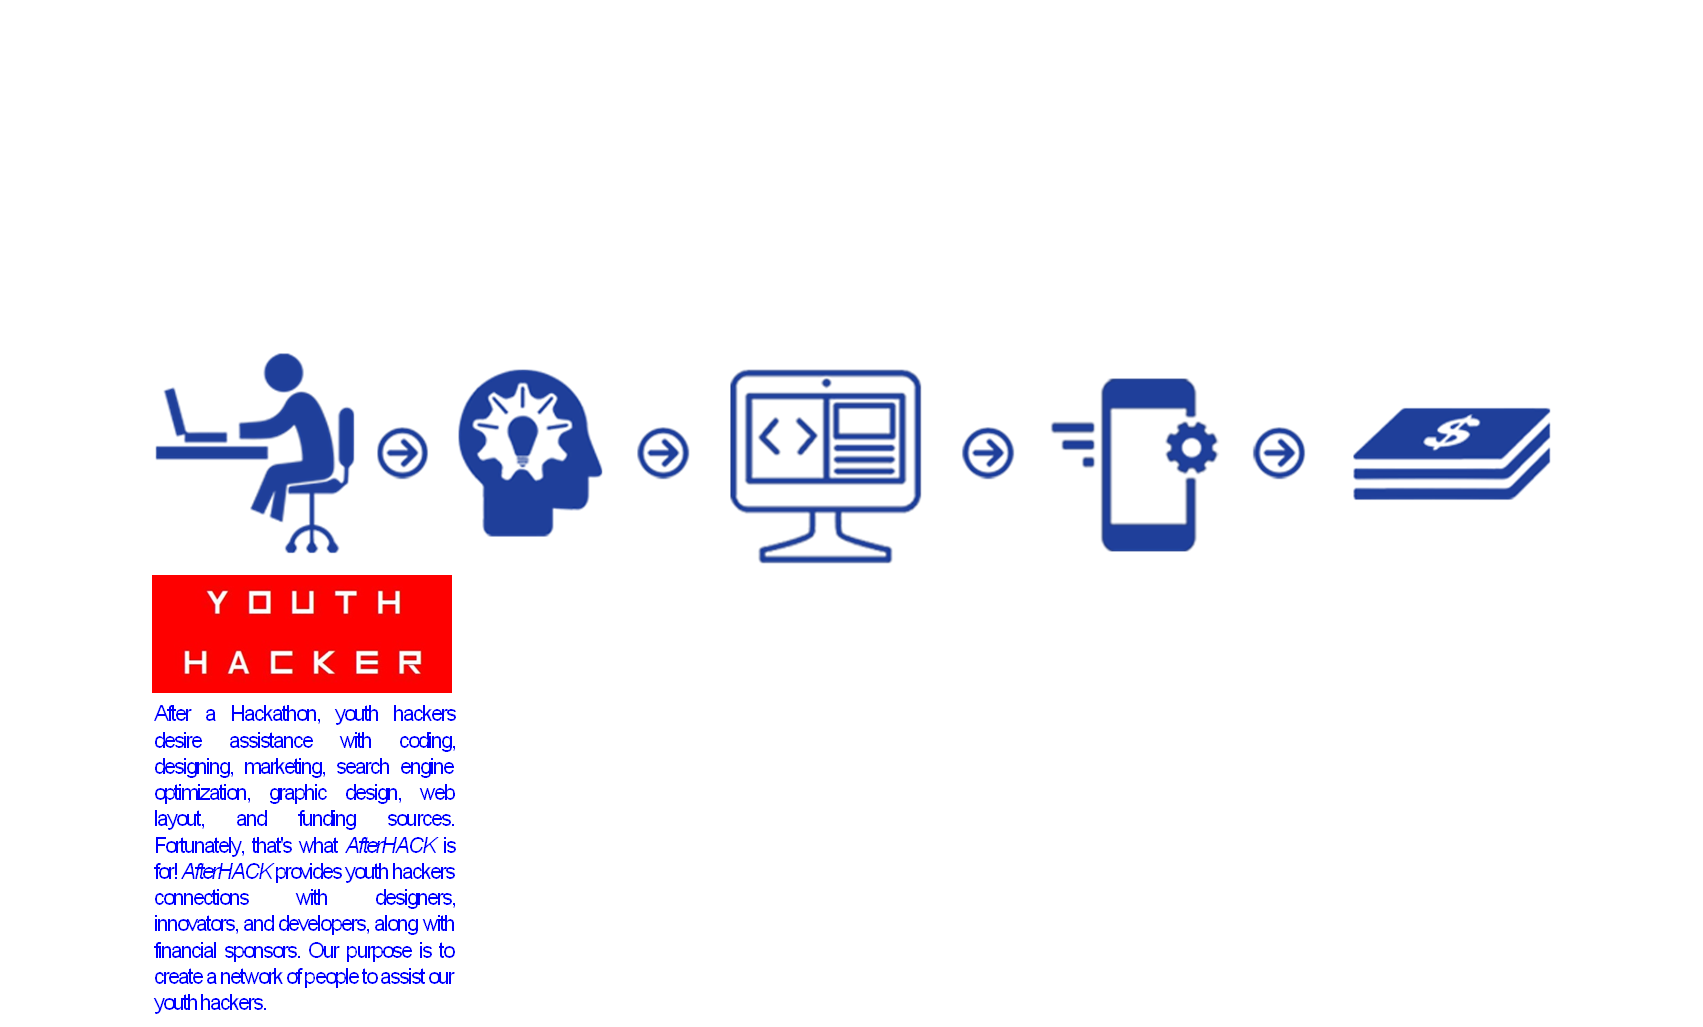 $
YOUTH
HACKER
After a Hackathon, youth hackers
desire assistance with coding,
designing, marketing, search engine
optimization, graphic design, web
layout, and funding sources.
Fortunately, that's what AfterHACK is
for! AfterHACK provides youth hackers
connections with designers,
innovators, and developers, along with
financial sponsors. Our purpose is to
create a network of people to assist our
youth hackers.